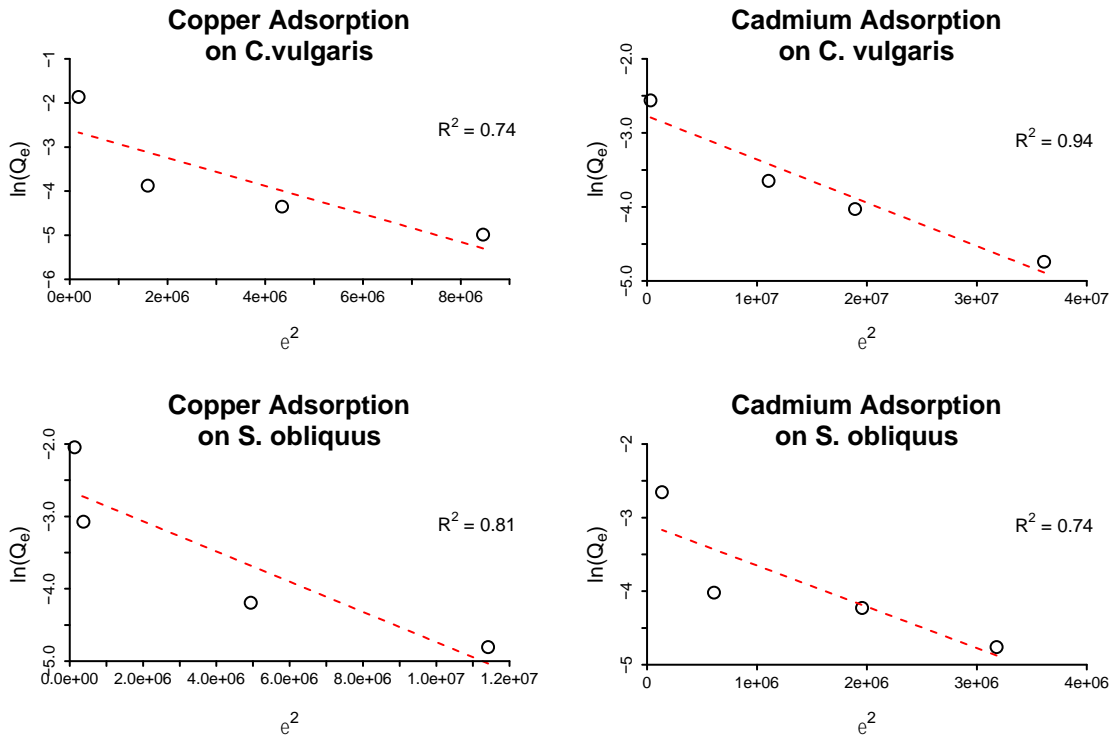 Copper Adsorption
on C.vulgaris
−1
−2
−3
−4
−5
−6
ln(Qe)
R2 = 0.74
0e+00 2e+06 4e+06 6e+06 8e+06
e2
Cadmium Adsorption
on C. vulgaris
−2.0
−3.0
−4.0
−5.0
ln(Qe)
R2 = 0.94
0 1e+07 2e+07 3e+07 4e+07
e2
Copper Adsorption
on S. obliquus
−2.0
−3.0
−4.0
−5.0
ln(Qe)
R2 = 0.81
0.0e+00 2.0e+06 4.0e+06 6.0e+06 8.0e+06 1.0e+07 1.2e+07
e2
Cadmium Adsorption
on S. obliquus
−2
−3
−4
−5
ln(Qe)
R2 = 0.74
0 1e+06 2e+06 3e+06 4e+06
e2